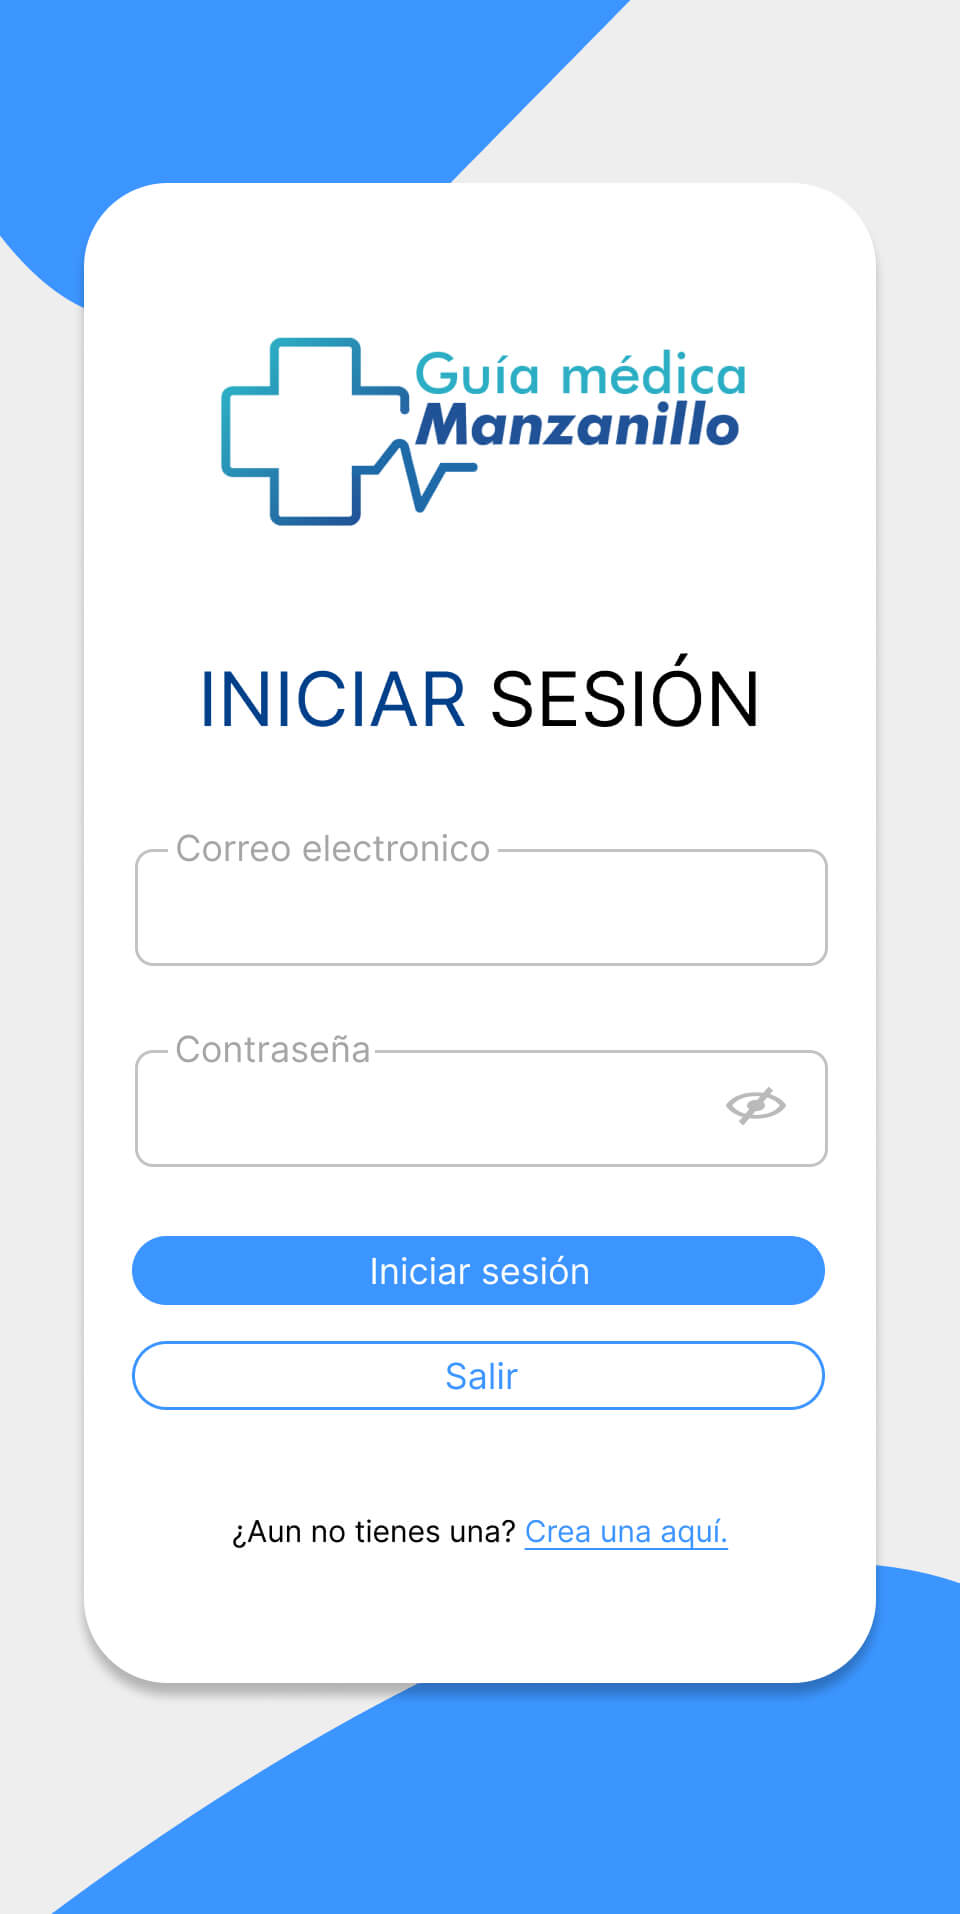 Guía médica
Manzanillo
INICIAR SESIÓN
Correo electronico
Contraseña
Iniciar sesión
Salir
¿Aun no tienes una? Crea una aquí.